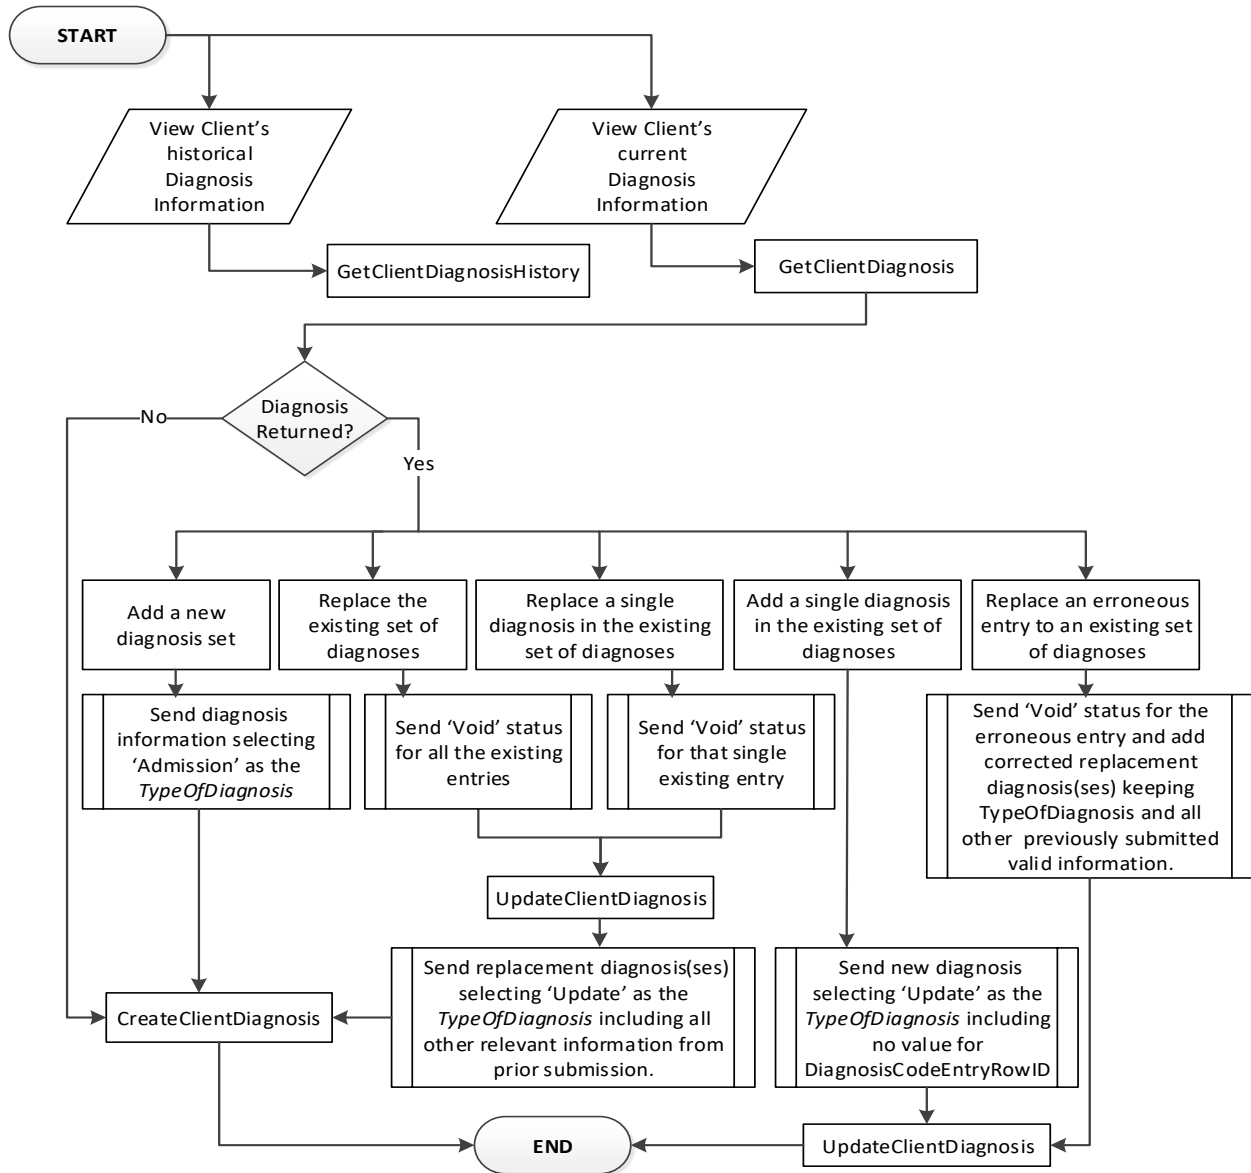 START
View Client’s
historical
Diagnosis
Information
View Client’s
current
Diagnosis
Information
GetClientDiagnosisHistory
GetClientDiagnosis
Diagnosis
Returned?
No
Yes
Add a new
diagnosis set
Replace the
existing set of
diagnoses
Replace a single
diagnosis in the existing
set of diagnoses
Add a single diagnosis
in the existing set of
diagnoses
Replace an erroneous
entry to an existing set
of diagnoses
Send diagnosis
information selecting
‘Admission’ as the
TypeOfDiagnosis
Send ‘Void’ status
for all the existing
entries
Send ‘Void’ status
for that single
existing entry
Send ‘Void’ status for the
erroneous entry and add
corrected replacement
diagnosis(ses) keeping
TypeOfDiagnosis and all
other previously submitted
valid information.
UpdateClientDiagnosis
Send replacement diagnosis(ses)
selecting ‘Update’ as the
TypeOfDiagnosis including all
other relevant information from
prior submission.
Send new diagnosis
selecting ‘Update’ as the
TypeOfDiagnosis including
no value for
DiagnosisCodeEntryRowID
CreateClientDiagnosis
END
UpdateClientDiagnosis